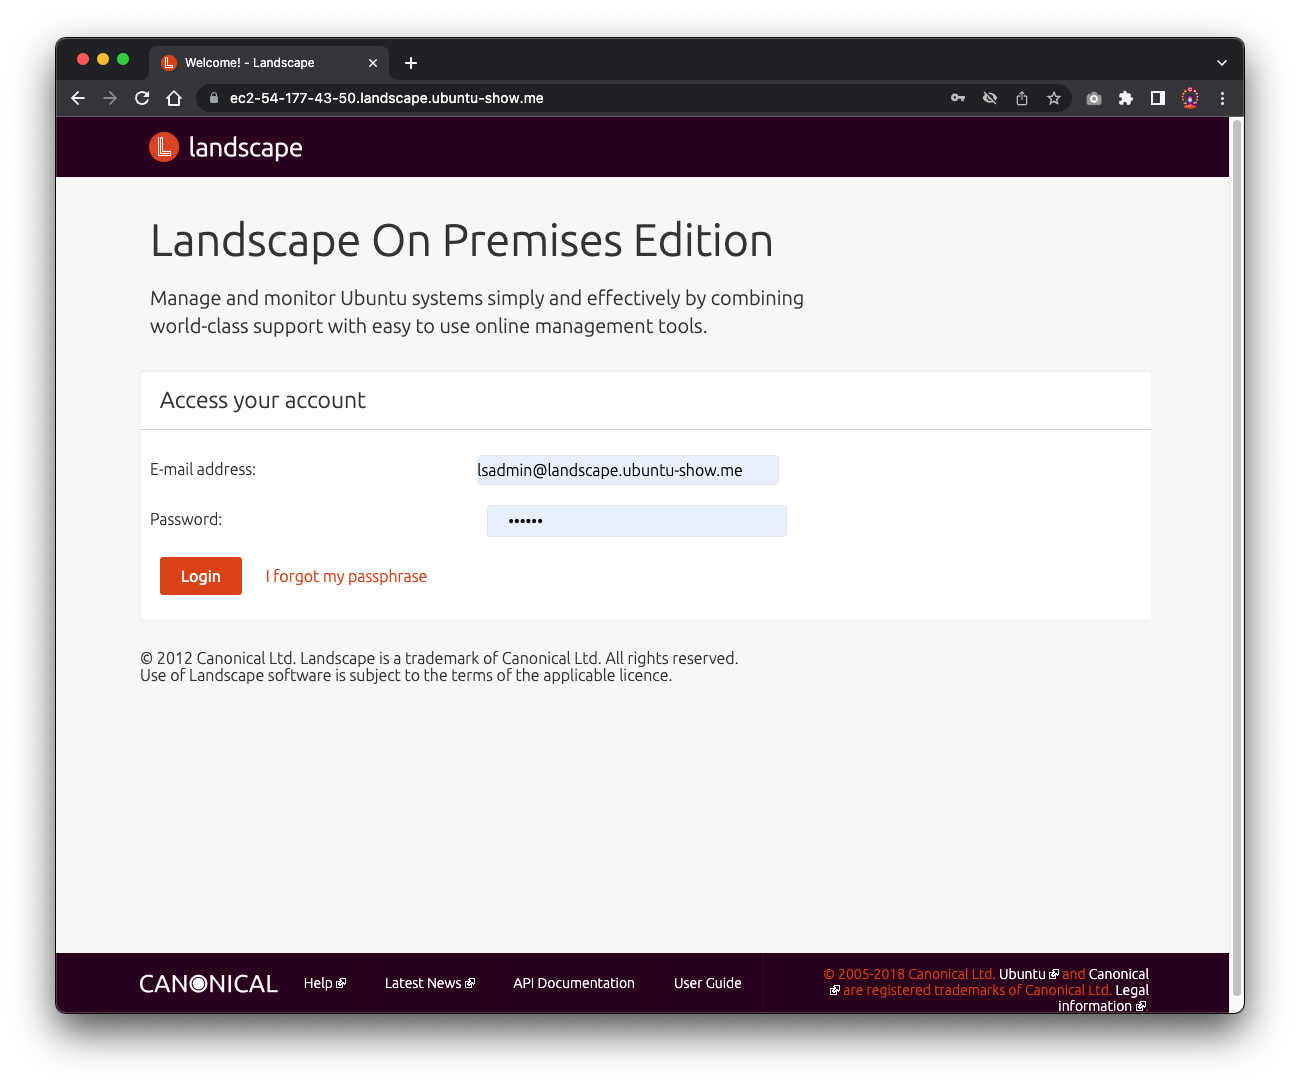 Welcome! - Landscape
ec2-54-177-43-50.landscape.ubuntu-show.me
landscape
Landscape On Premises Edition
Manage and monitor Ubuntu systems simply and effectively by combining
world-class support with easy to use online management tools.
Access your account
E-mail address:
lsadmin@landscape.ubuntu-show.me
Password:
••••••
Login
I forgot my passphrase
© 2012 Canonical Ltd. Landscape is a trademark of Canonical Ltd. All rights reserved.
Use of Landscape software is subject to the terms of the applicable licence.
CANONICAL
Help
Latest News
API Documentation
User Guide
© 2005-2018 Canonical Ltd. Ubuntu and Canonical
are registered trademarks of Canonical Ltd. Legal
information.